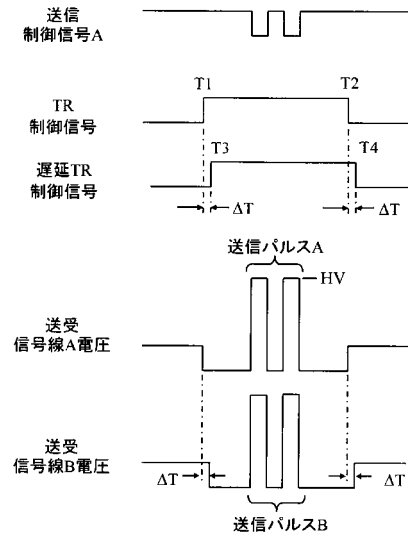 送信
制御信号A
T1
T2
TR
制御信号
T3
T4
遅延TR
制御信号
ΔT
ΔT
送信パルスA
HV
送受
信号線A電圧
送受
信号線B電圧
ΔT
ΔT
送信パルスB